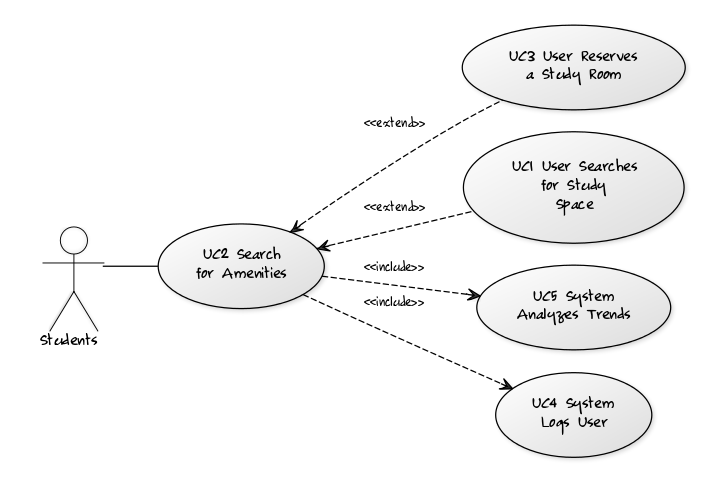 UC3 User Reserves
a Study Room
<<extend>>
UC1 User Searches
for Study
Space
<<extend>>
UC2 Search
for Amenities
<<include>>
UC5 System
Analyzes Trends
<<include>>
Students
UC4 System
Logs User